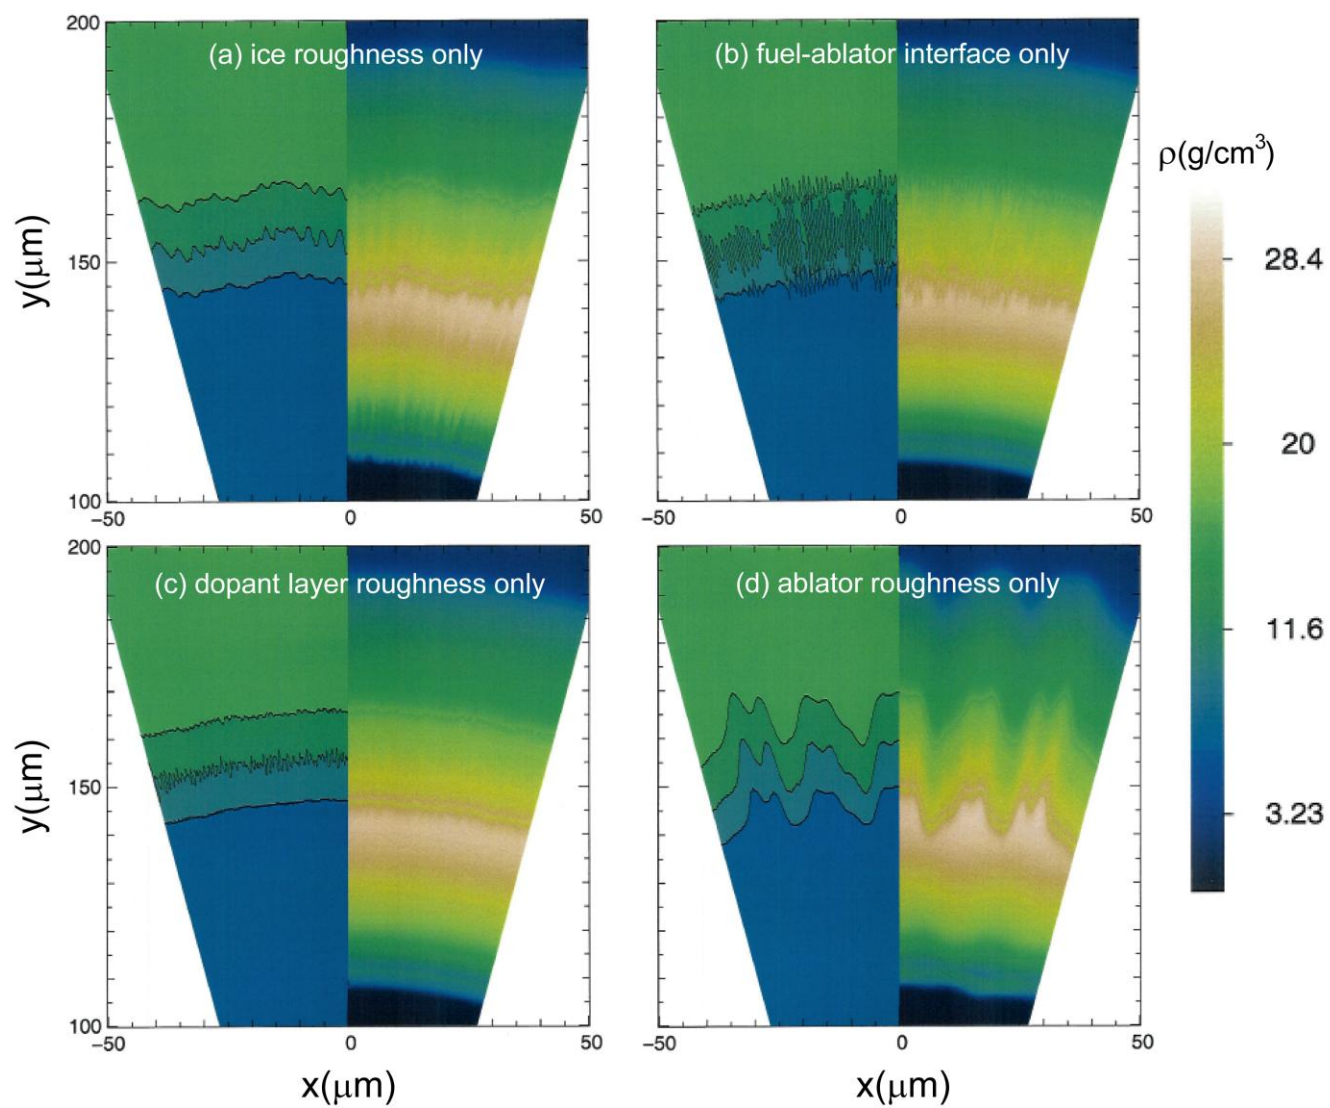 200
(a) ice roughness only
(b) fuel-ablator interface only
ρ(g/cm³)
y(μm)
150
28.4
20
100
−50
0
50
−50
0
50
200
(c) dopant layer roughness only
(d) ablator roughness only
11.6
y(μm)
150
3.23
100
−50
0
50
−50
0
50
x(μm)
x(μm)